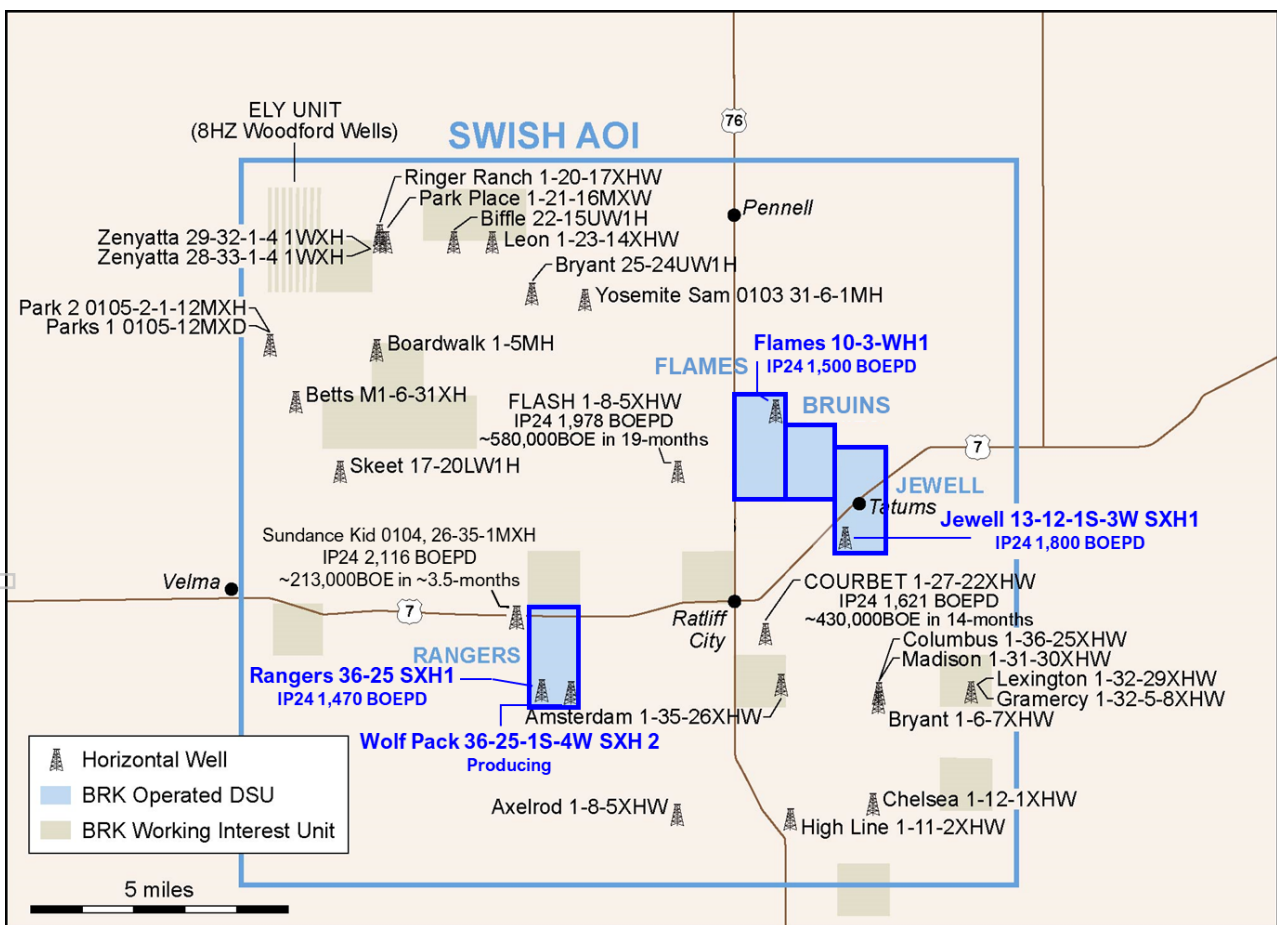 ELY UNIT
(8HZ Woodford Wells)
SWISH AOI
76
Ringer Ranch 1-20-17XHW
Park Place 1-21-16MXW
Biffle 22-15UW1H
Leon 1-23-14XHW
Pennell
Zenyatta 29-32-1-4 1WXH
Zenyatta 28-33-1-4 1WXH
Bryant 25-24UW1H
Yosemite Sam 0103 31-6-1MH
Park 2 0105-2-1-12MXH
Parks 1 0105-12MXD
Boardwalk 1-5MH
Flames 10-3-WH1
IP24 1,500 BOEPD
FLAMES
BRUINS
Betts M1-6-31XH
FLASH 1-8-5XHW
IP24 1,978 BOEPD
~580,000BOE in 19-months
7
Skeet 17-20LW1H
JEWELL
Tatums
Jewell 13-12-1S-3W SXH1
IP24 1,800 BOEPD
Sundance Kid 0104, 26-35-1MXH
IP24 2,116 BOEPD
~213,000BOE in ~3.5-months
Velma
7
Ratliff
City
COURBET 1-27-22XHW
IP24 1,621 BOEPD
~430,000BOE in 14-months
RANGERS
Rangers 36-25 SXH1
IP24 1,470 BOEPD
Columbus 1-36-25XHW
Madison 1-31-30XHW
Lexington 1-32-29XHW
Gramercy 1-32-5-8XHW
Bryant 1-6-7XHW
Amsterdam 1-35-26XHW
Wolf Pack 36-25-1S-4W SXH 2
Producing
Horizontal Well
BRK Operated DSU
BRK Working Interest Unit
Axelrod 1-8-5XHW
Chelsea 1-12-1XHW
High Line 1-11-2XHW
5 miles